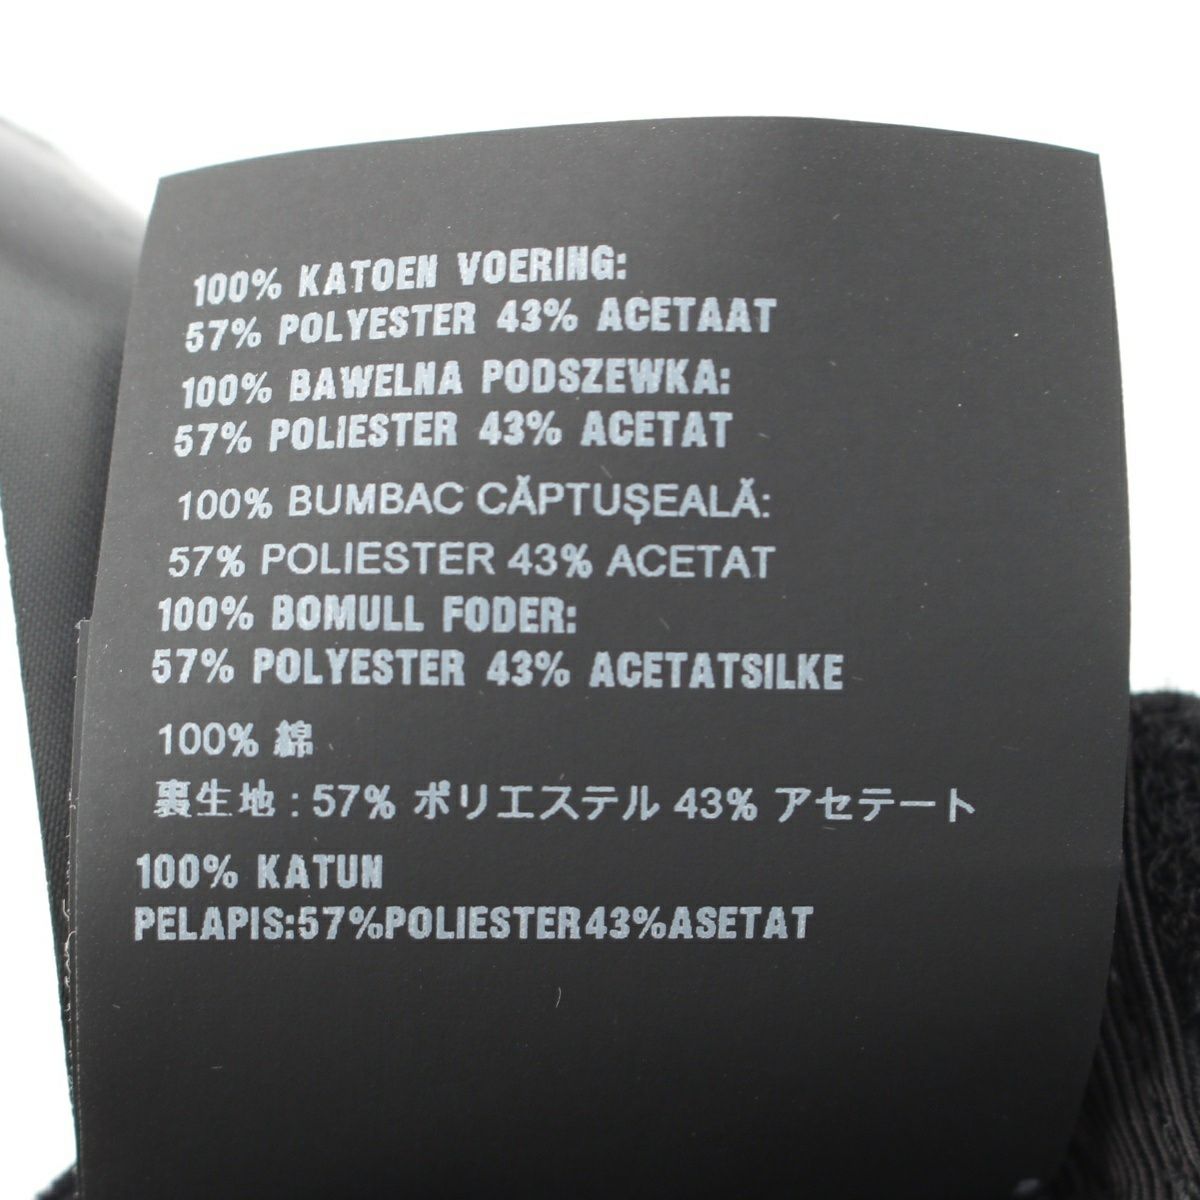 100% KATOEN VOERING:
57% POLYESTER 43% ACETAAT
100% BAWELNA PODSZEWKA:
57% POLIESTER 43% ACETAT
100% BUMBAC CĂPTUȘEALĂ:
57% POLIESTER 43% ACETAT
100% BOMULL FODER:
57% POLYESTER 43% ACETATSILKE
100% 綿
裏生地 : 57% ポリエステル 43% アセテート
100% KATUN
PELAPIS:57%POLIESTER43%ASETAT